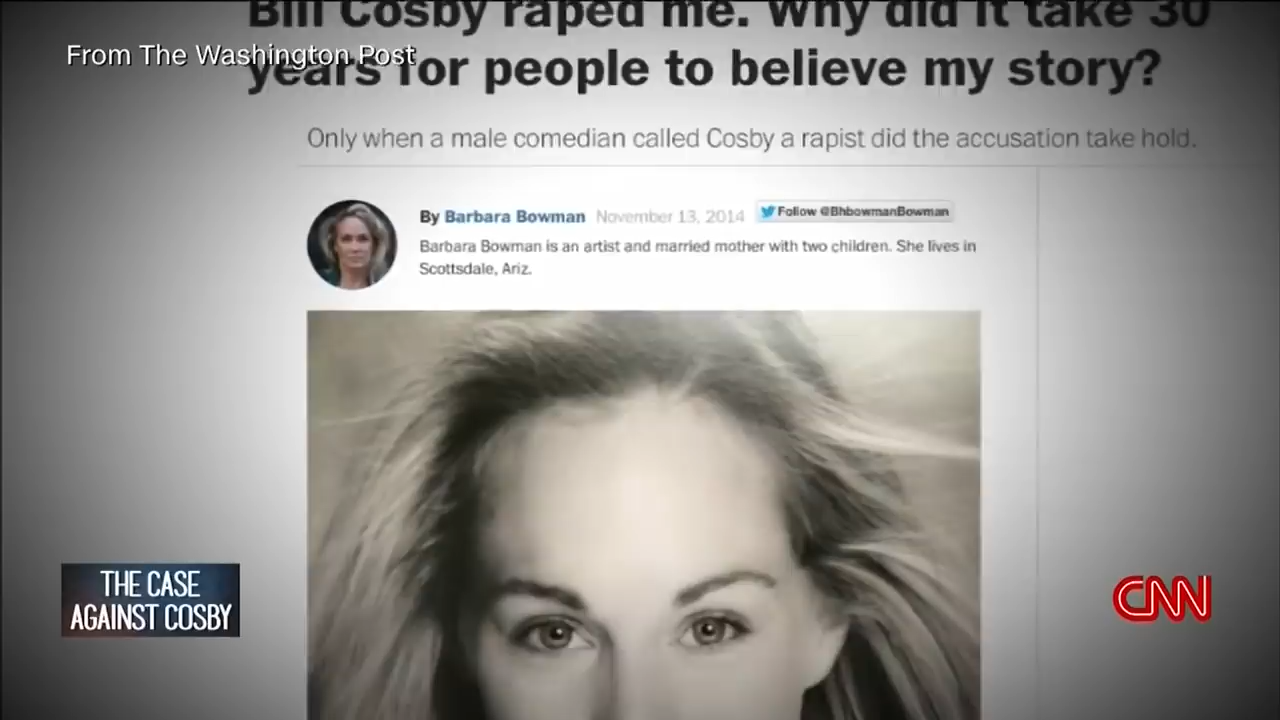 Bill Cosby raped me. Why did it take 30
From The Washington Post
years for people to believe my story?
Only when a male comedian called Cosby a rapist did the accusation take hold.
By Barbara Bowman November 13, 2014 Follow @BhbowmanBowman
Barbara Bowman is an artist and married mother with two children. She lives in
Scottsdale, Ariz.
THE CASE
AGAINST COSBY
CNN